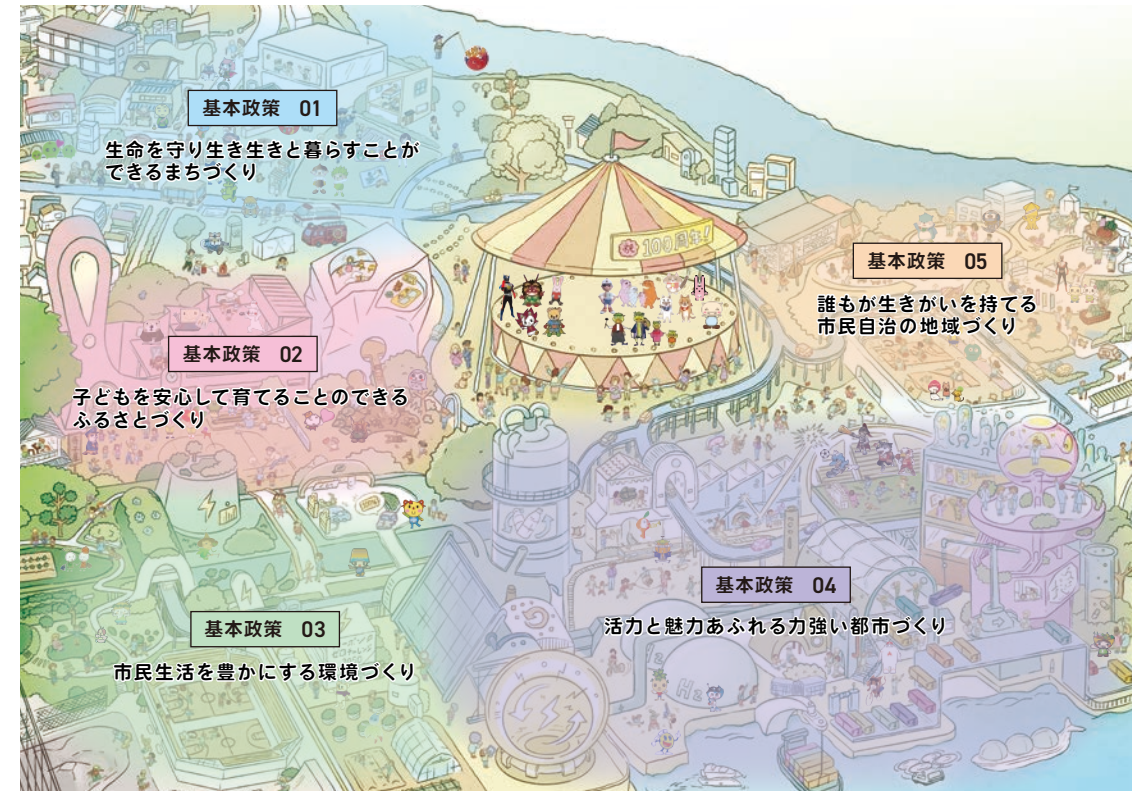 基本政策 01
生命を守り生き生きと暮らすことが
できるまちづくり
祝100周年!
基本政策 05
誰もが生きがいを持てる
市民自治の地域づくり
基本政策 02
子どもを安心して育てることのできる
ふるさとづくり
基本政策 04
活力と魅力あふれる力強い都市づくり
基本政策 03
市民生活を豊かにする環境づくり
H2